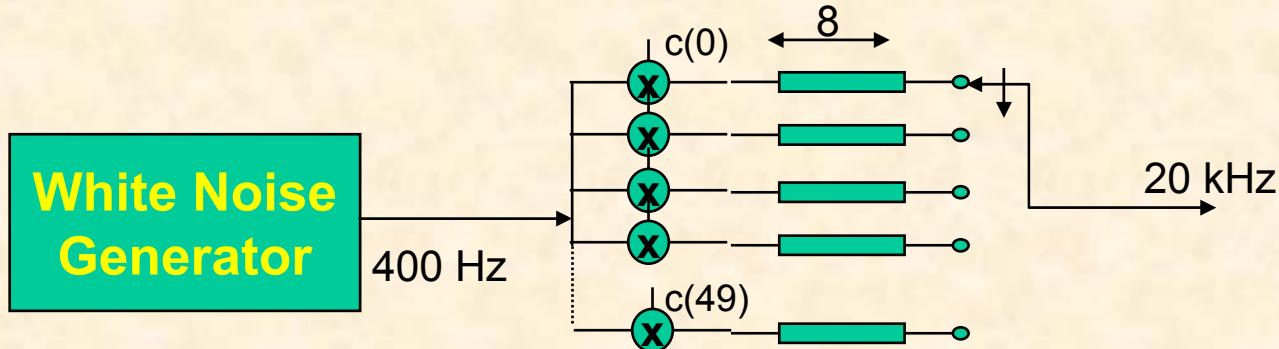 c(0)
8
x
x
x
x
White Noise
Generator
400 Hz
20 kHz
c(49)
x